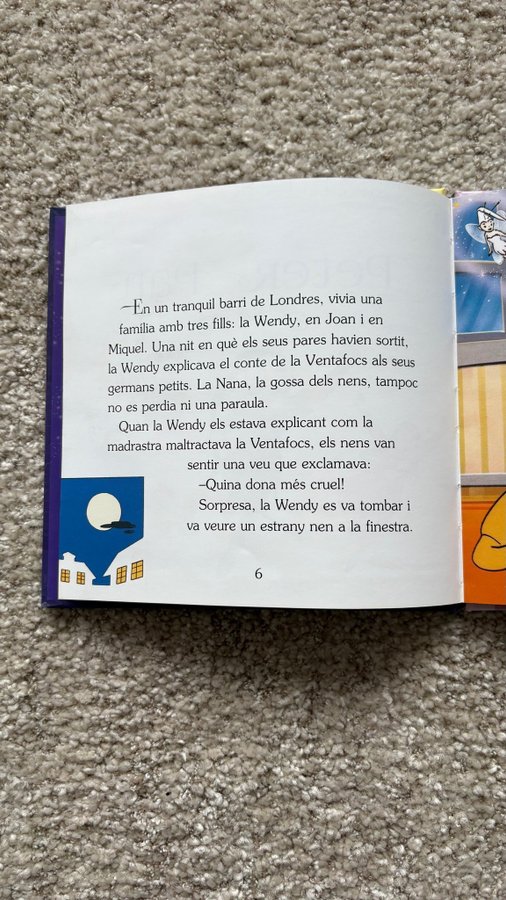 —En un tranquil barri de Londres, vivia una
família amb tres fills: la Wendy, en Joan i en
Miquel. Una nit en què els seus pares havien sortit,
la Wendy explicava el conte de la Ventafocs als seus
germans petits. La Nana, la gossa dels nens, tampoc
no es perdia ni una paraula.
Quan la Wendy els estava explicant com la
madrastra maltractava la Ventafocs, els nens van
sentir una veu que exclamava:
–Quina dona més cruel!
Sorpresa, la Wendy es va tombar i
va veure un estrany nen a la finestra.
6